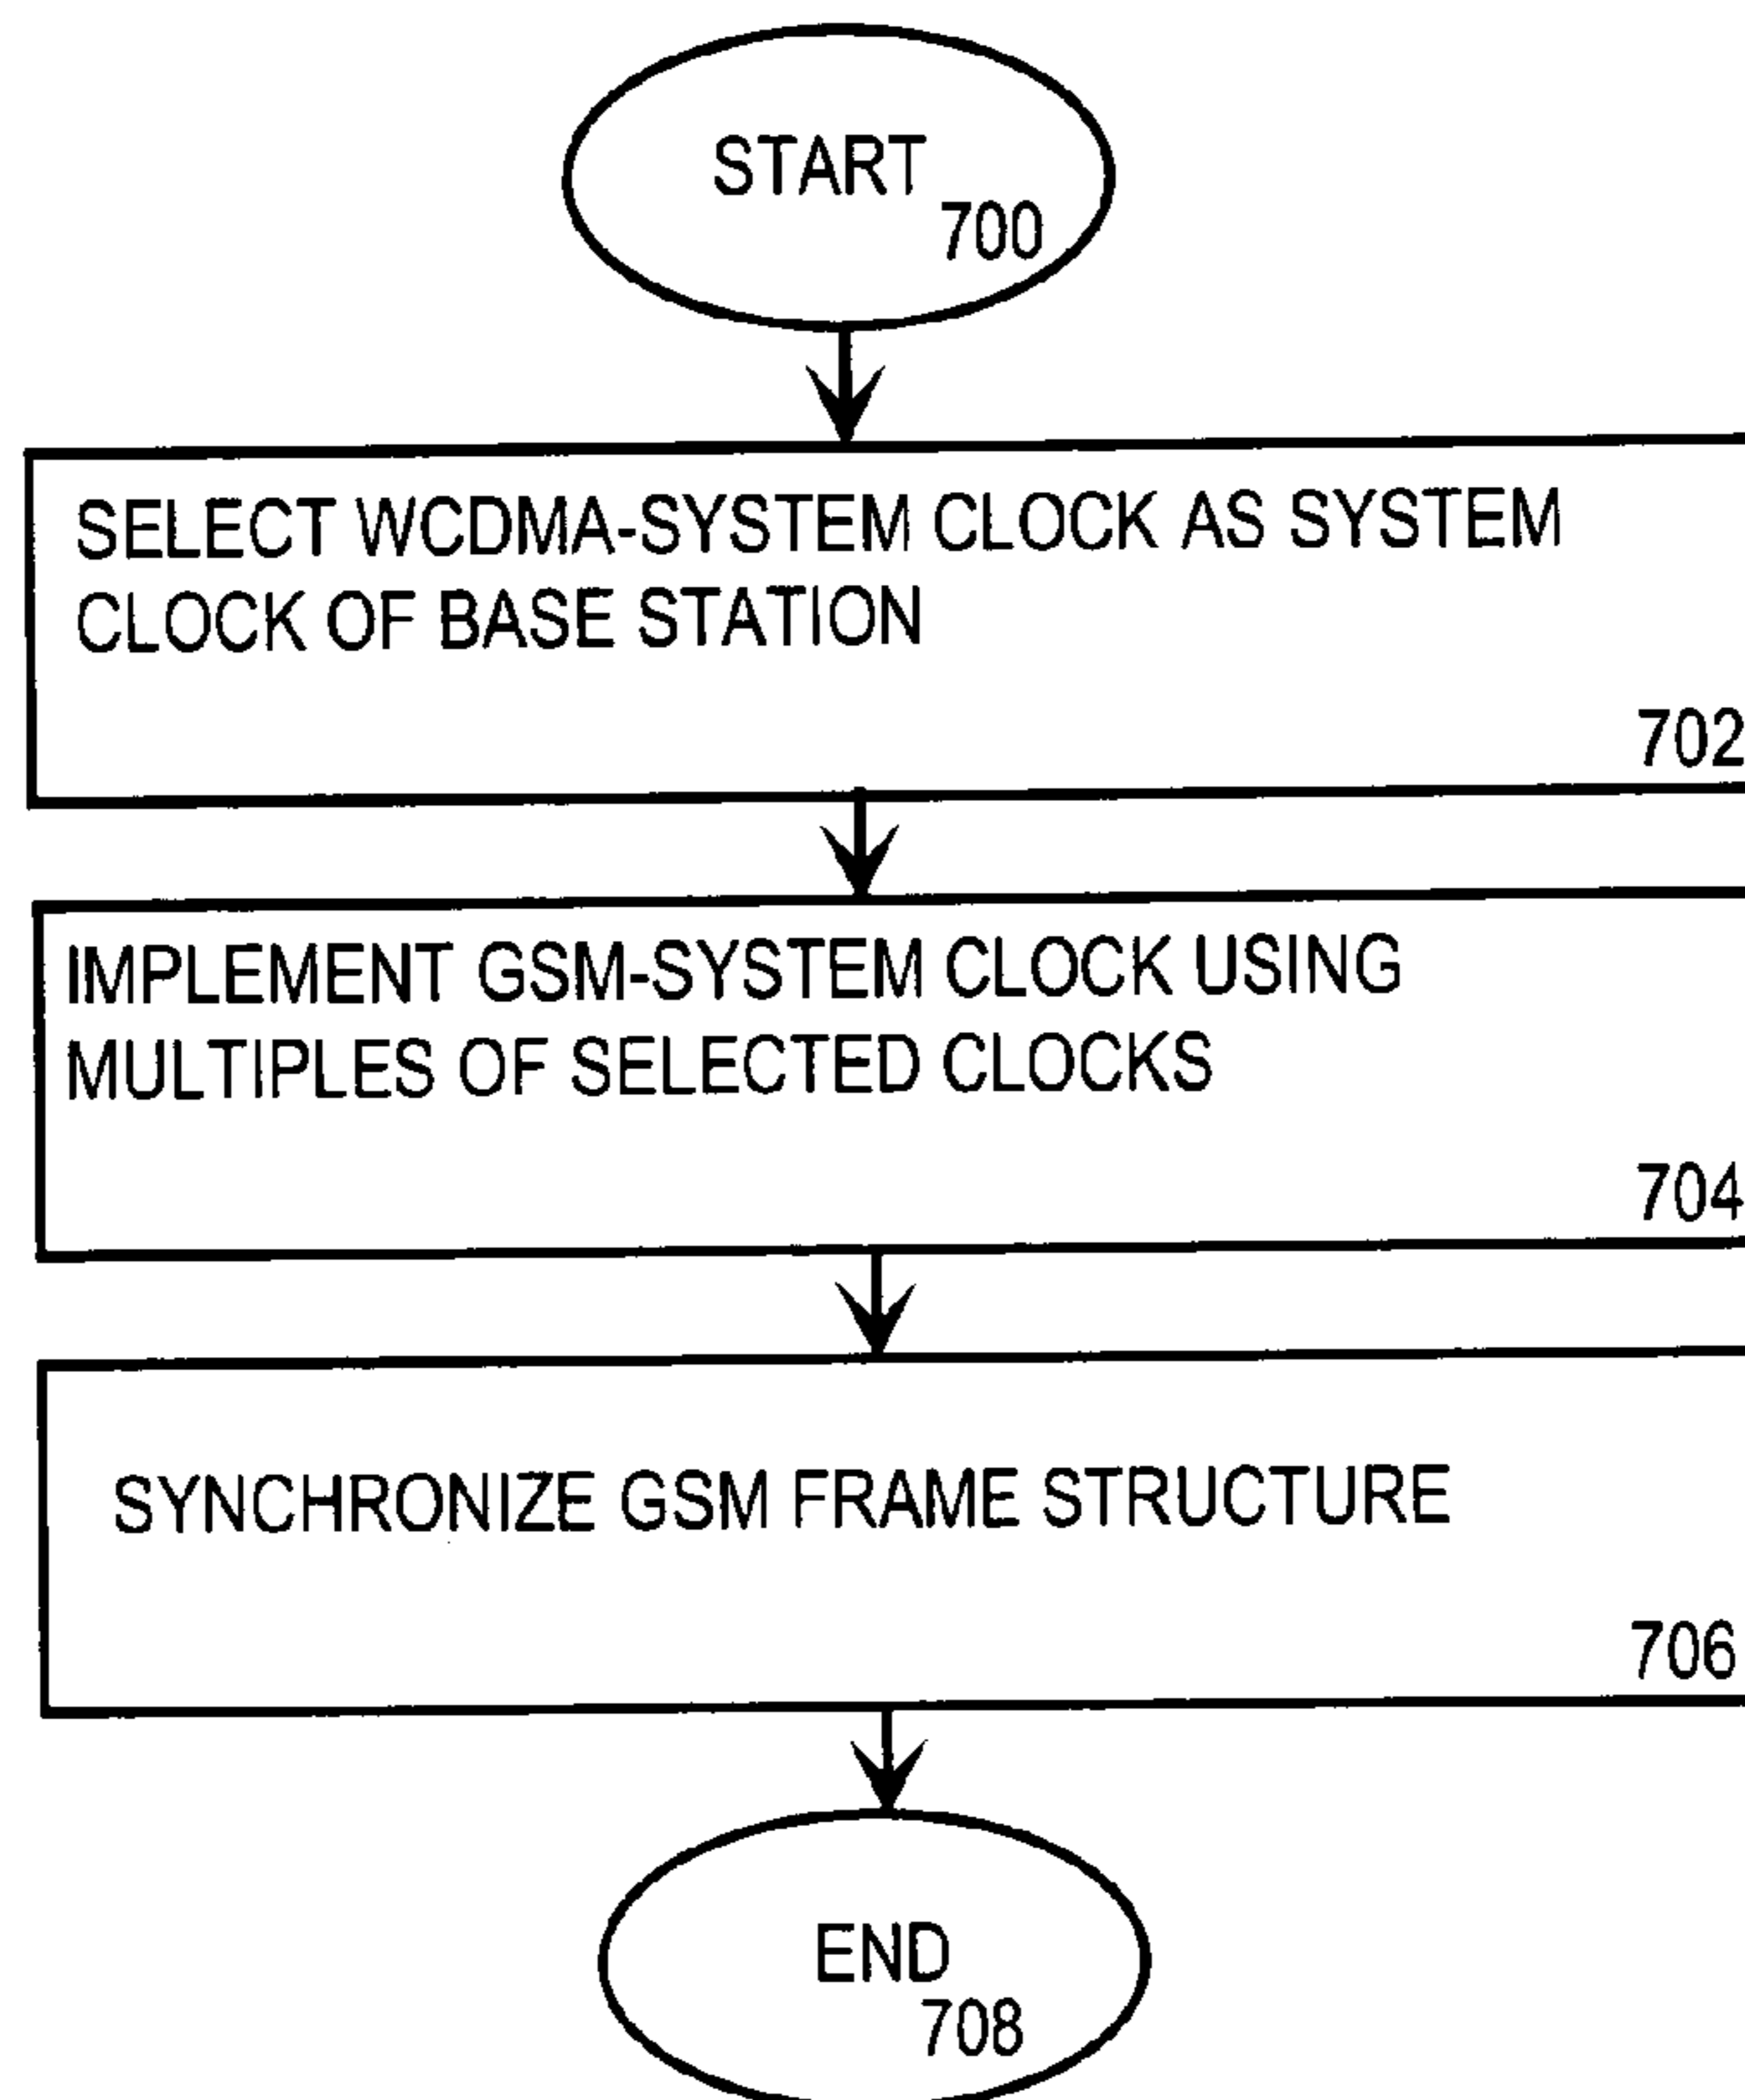 START
700
SELECT WCDMA-SYSTEM CLOCK AS SYSTEM
CLOCK OF BASE STATION
702
IMPLEMENT GSM-SYSTEM CLOCK USING
MULTIPLES OF SELECTED CLOCKS
704
SYNCHRONIZE GSM FRAME STRUCTURE
706
END
708